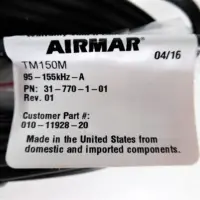 AIRMAR
04/16
TM150M
95-155kHz-A
PN: 31-770-1-01
Rev. 01
Customer Part #:
010-11928-20
Made in the United States from
domestic and imported components.